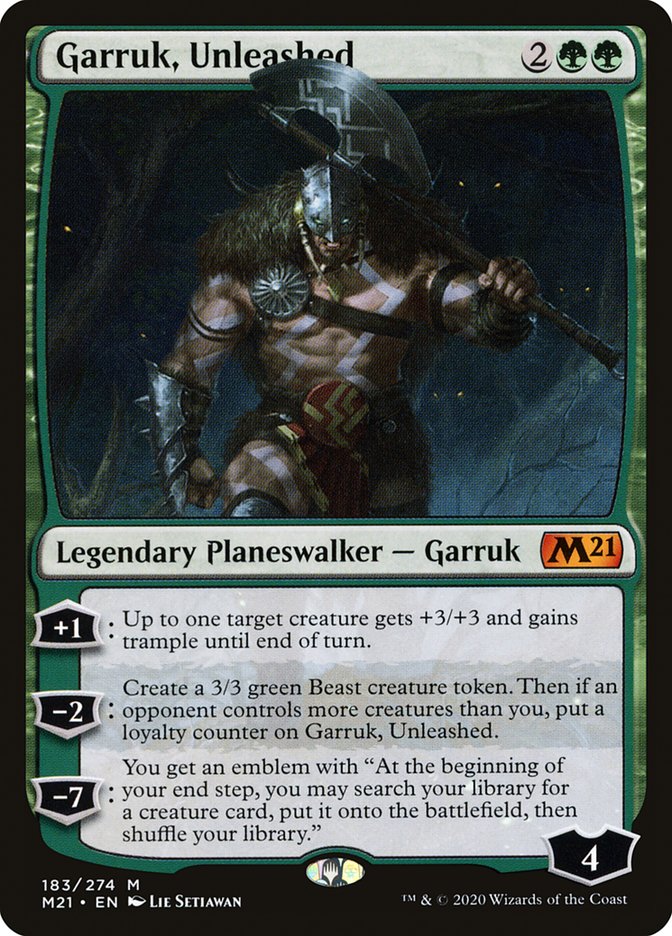 Garruk, Unleashed 2
Legendary Planeswalker — Garruk M21
+1 : Up to one target creature gets +3/+3 and gains
trample until end of turn.
Create a 3/3 green Beast creature token. Then if an
−2 : opponent controls more creatures than you, put a
loyalty counter on Garruk, Unleashed.
You get an emblem with “At the beginning of
−7 : your end step, you may search your library for
a creature card, put it onto the battlefield, then
shuffle your library.”
4
183/274 M
M21 • EN Lie Setiawan
™ & © 2020 Wizards of the Coast